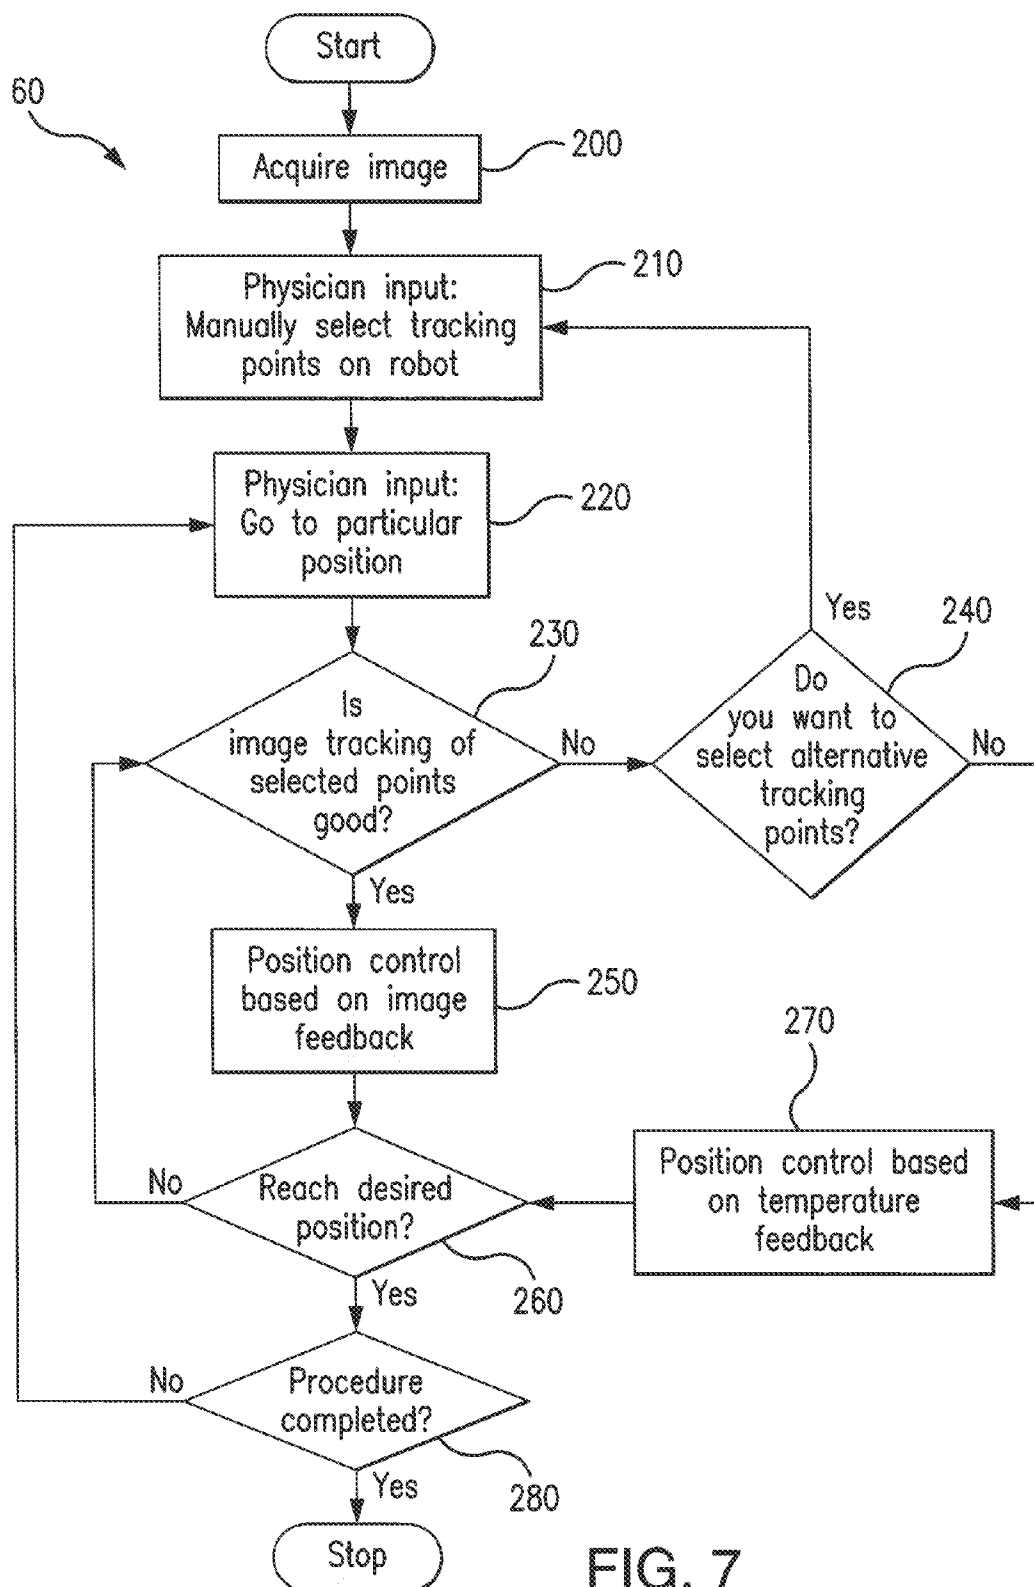 Start
60
Acquire image
200
Physician input:
Manually select tracking
points on robot
210
Physician input:
Go to particular
position
220
Is
image tracking of
selected points
good?
230
No
Yes
Do
you want to
select alternative
tracking
points?
240
Yes
No
Position control
based on image
feedback
250
270
Position control based
on temperature
feedback
Reach desired
position?
No
260
Yes
Procedure
completed?
No
280
Yes
Stop
FIG. 7